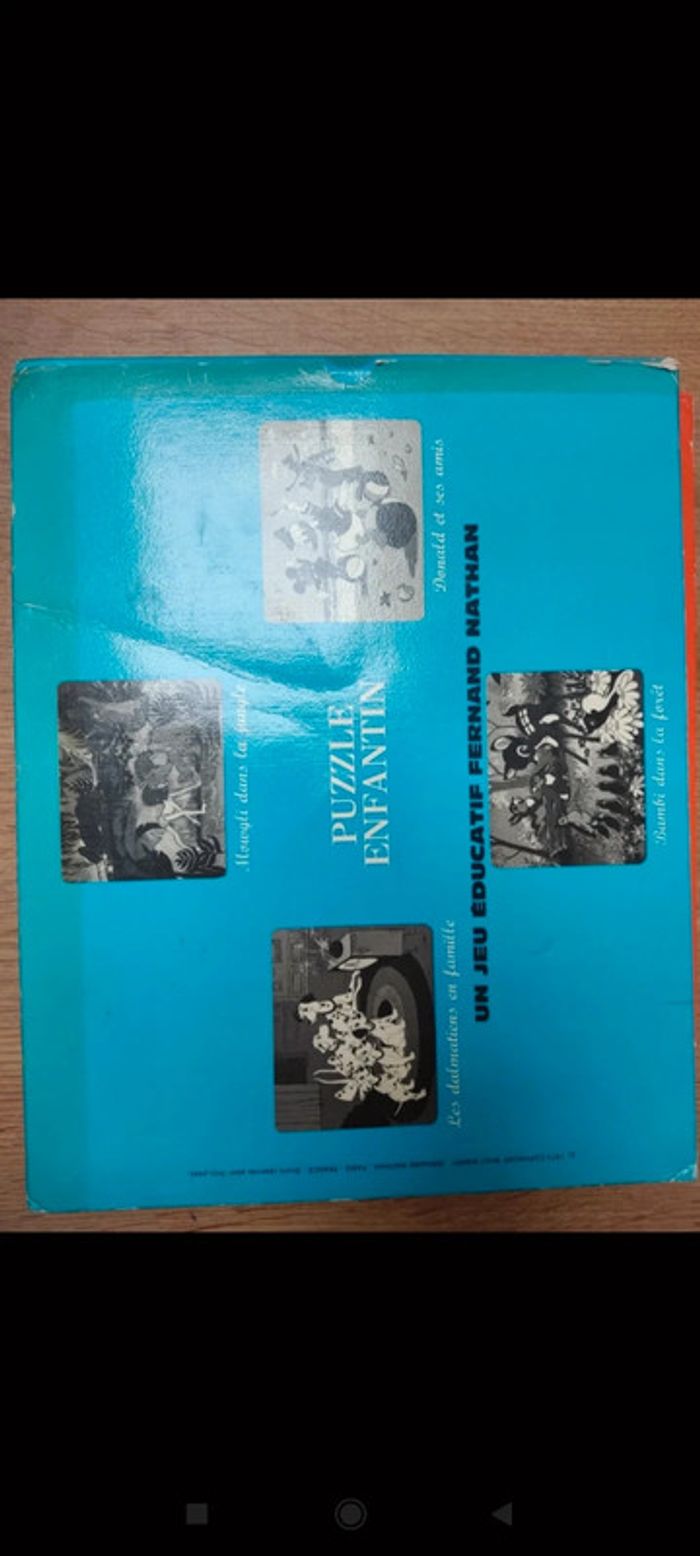 Mowgli dans la jungle
PUZZLE
ENFANTIN
Donald et ses amis
Les dalmatiens en famille
UN JEU ÉDUCATIF FERNAND NATHAN
Bambi dans la forêt